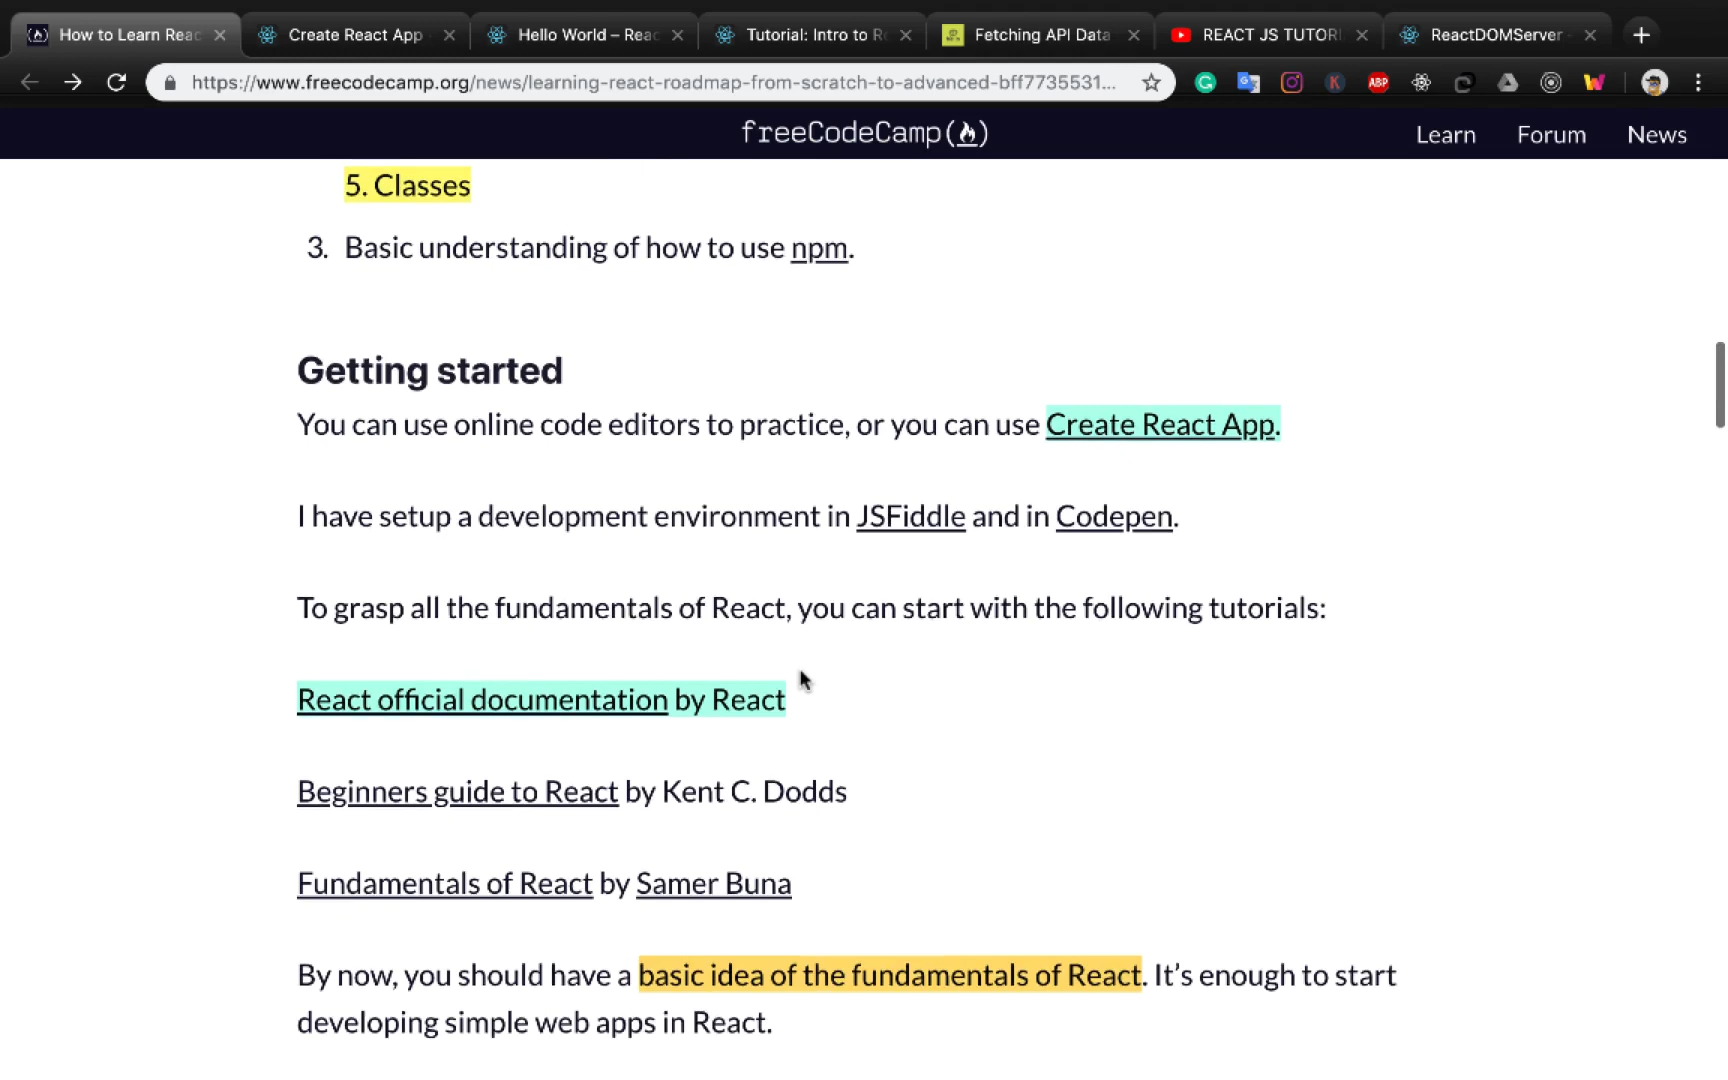 How to Learn Reac
Create React App
Hello World – Reac
Tutorial: Intro to Re
Fetching API Data
REACT JS TUTORI
ReactDOMServer -
https://www.freecodecamp.org/news/learning-react-roadmap-from-scratch-to-advanced-bff7735531...
freeCodeCamp(🔥)
Learn Forum News
5. Classes
3. Basic understanding of how to use npm.
Getting started
You can use online code editors to practice, or you can use Create React App.
I have setup a development environment in JSFiddle and in Codepen.
To grasp all the fundamentals of React, you can start with the following tutorials:
React official documentation by React
Beginners guide to React by Kent C. Dodds
Fundamentals of React by Samer Buna
By now, you should have a basic idea of the fundamentals of React. It’s enough to start
developing simple web apps in React.